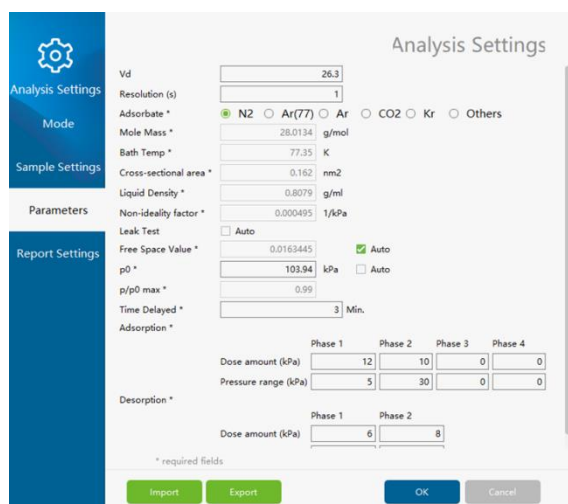 Analysis Settings
Analysis Settings
Mode
Sample Settings
Parameters
Report Settings
Vd 26.3
Resolution (s) 1
Adsorbate * N2 Ar(77) Ar CO2 Kr Others
Mole Mass * 28.0134 g/mol
Bath Temp * 77.35 K
Cross-sectional area * 0.162 nm2
Liquid Density * 0.8079 g/ml
Non-ideality factor * 0.000495 1/kPa
Leak Test Auto
Free Space Value * 0.0163445 Auto
p0 * 103.94 kPa Auto
p/p0 max * 0.99
Time Delayed * 3 Min.
Adsorption *
Phase 1 Phase 2 Phase 3 Phase 4
Dose amount (kPa) 12 10 0 0
Pressure range (kPa) 5 30 0 0
Desorption *
Phase 1 Phase 2
Dose amount (kPa) 6 8
* required fields
Import Export OK Cancel